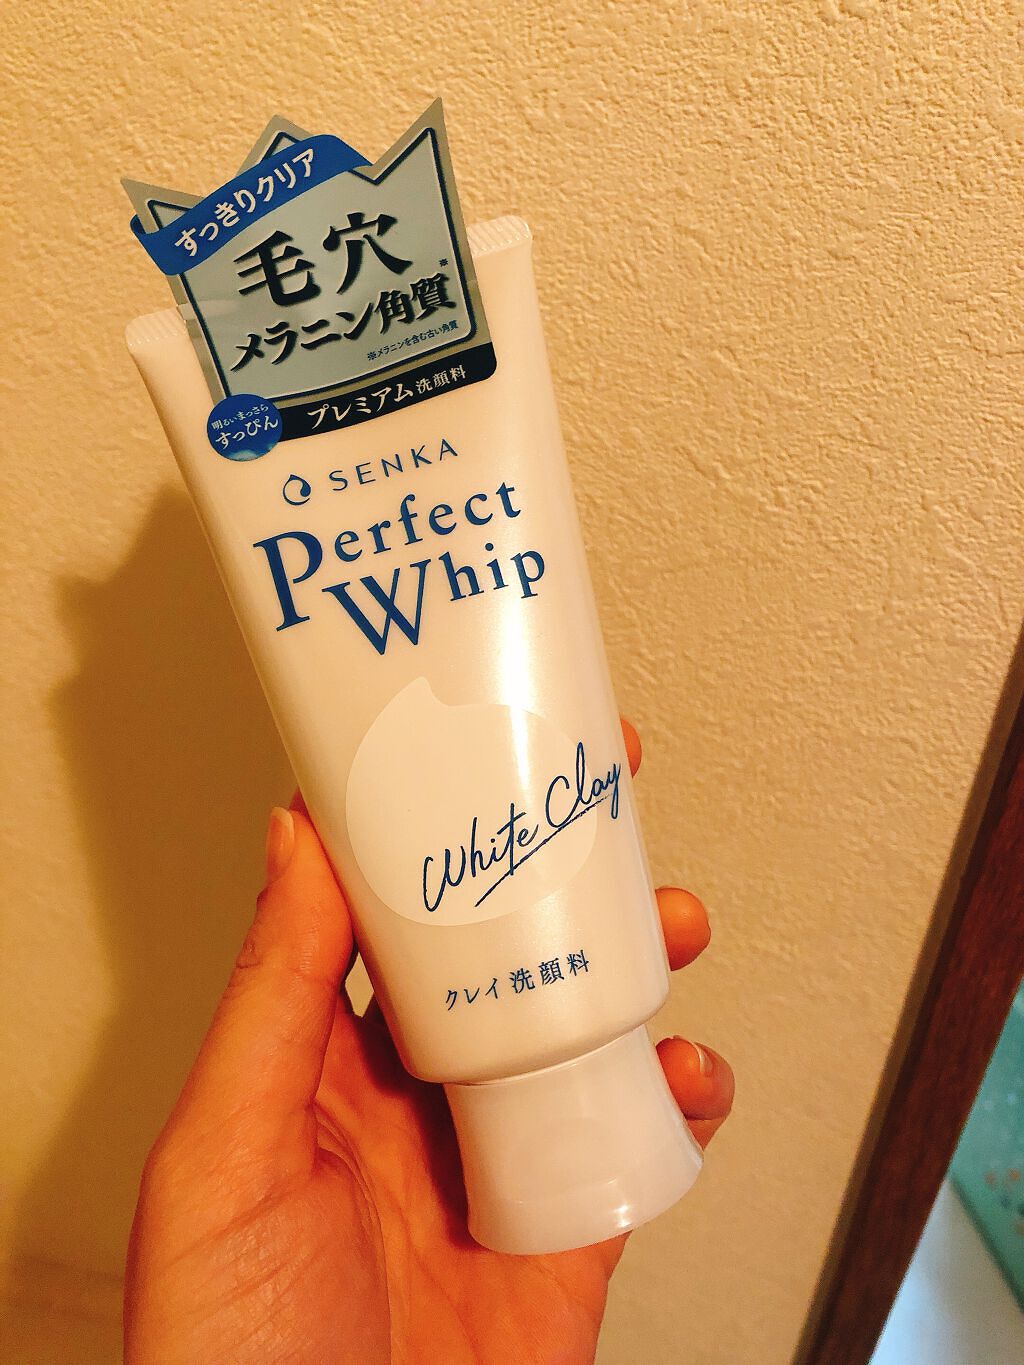 すっきりクリア
毛穴
メラニン角質※
※メラニンを含む古い角質
プレミアム洗顔料
明るいまっさら
すっぴん
SENKA
Perfect
Whip
White Clay
クレイ洗顔料